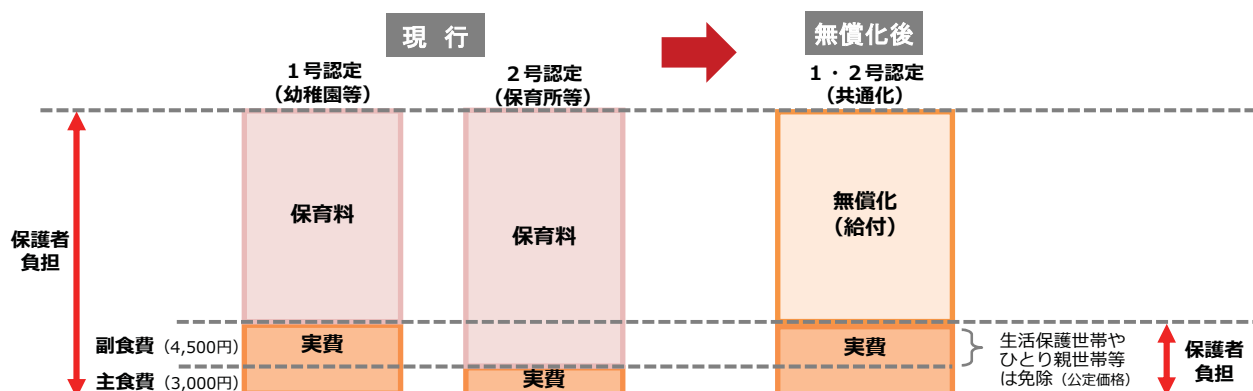 現 行
無償化後
１号認定
（幼稚園等）
２号認定
（保育所等）
１・２号認定
（共通化）
保護者
負担
保育料
保育料
無償化
（給付）
副食費（4,500円）
実費
実費
生活保護世帯や
ひとり親世帯等
は免除（公定価格）
保護者
負担
主食費（3,000円）
実費